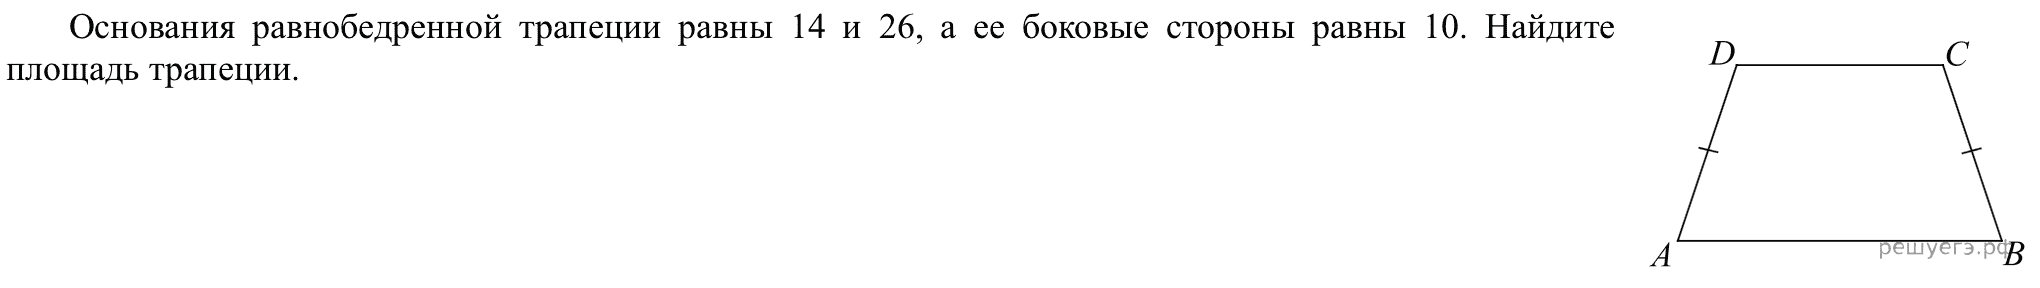 Основания равнобедренной трапеции равны 14 и 26, а ее боковые стороны равны 10. Найдите
площадь трапеции.
D
C
A
B
решуегэ.рф